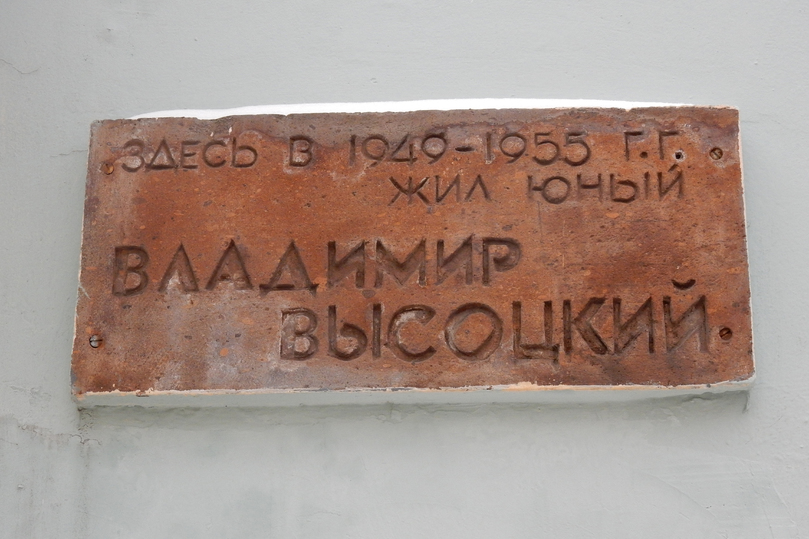 ЗДЕСЬ В 1949-1955 Г.Г.
ЖИЛ ЮНЫЙ
ВЛАДИМИР
ВЫСОЦКИЙ